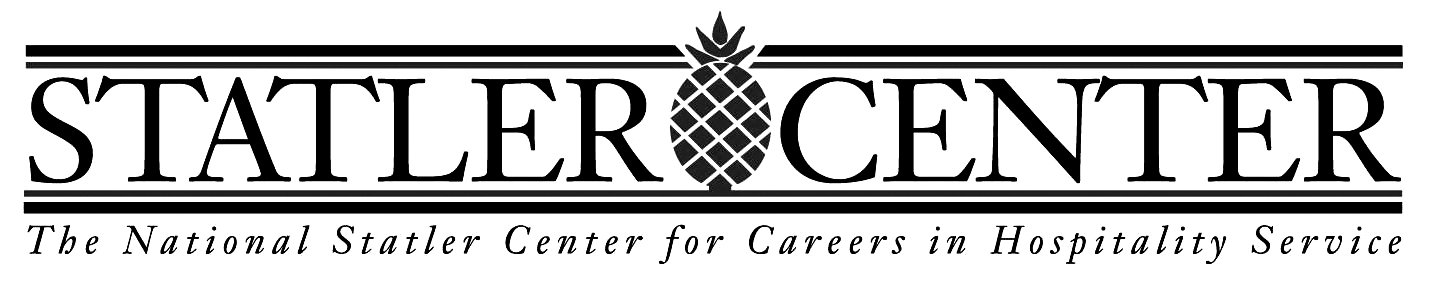 STATLER CENTER
The National Statler Center for Careers in Hospitality Service